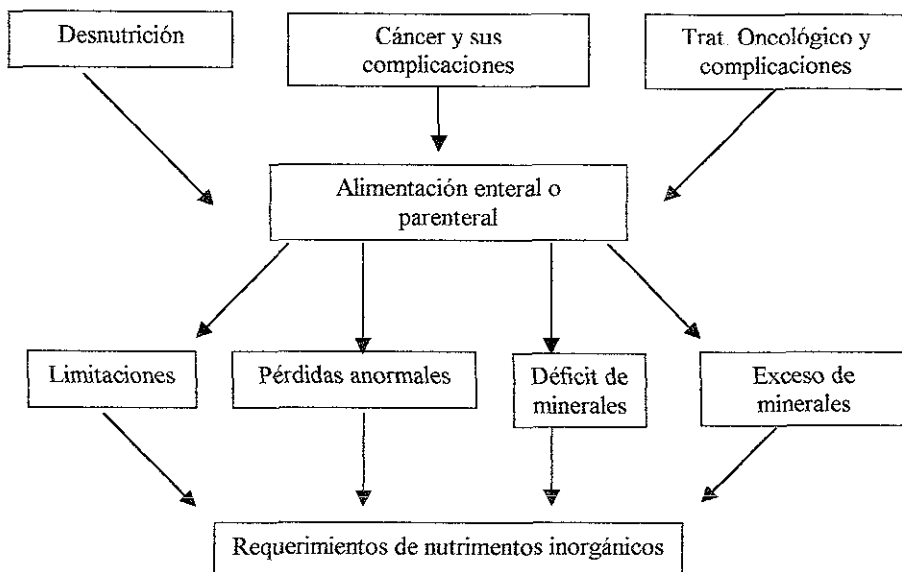 Desnutrición
Cáncer y sus
complicaciones
Trat. Oncológico y
complicaciones
Alimentación enteral o
parenteral
Limitaciones
Pérdidas anormales
Déficit de
minerales
Exceso de
minerales
Requerimientos de nutrimentos inorgánicos